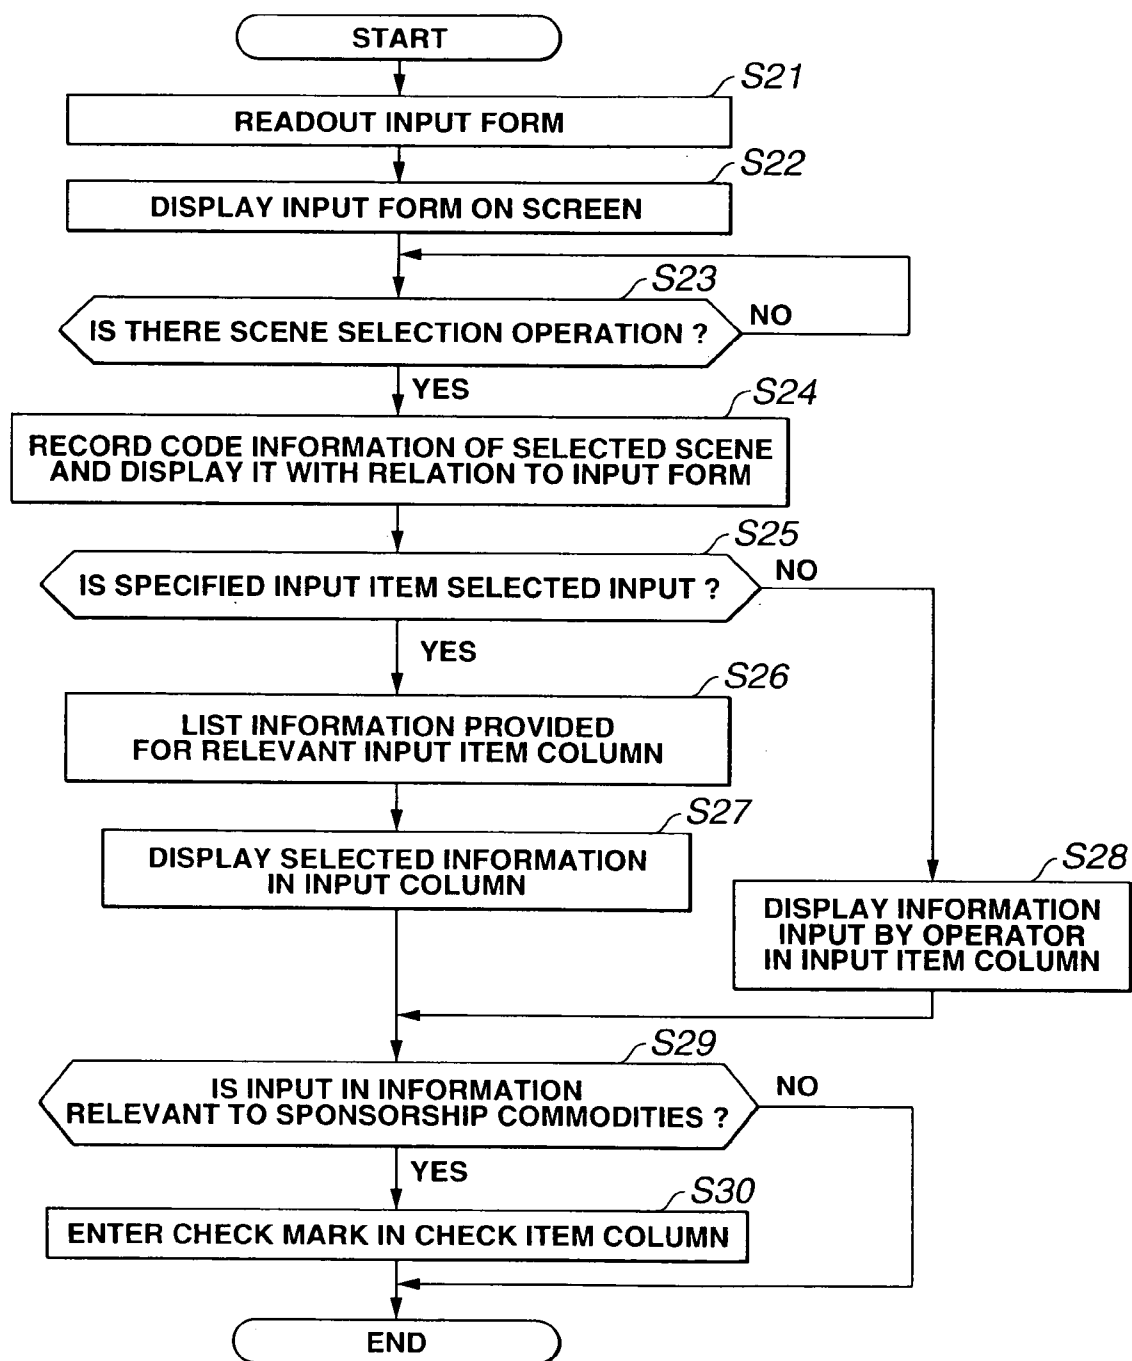 START
S21
READOUT INPUT FORM
S22
DISPLAY INPUT FORM ON SCREEN
S23
IS THERE SCENE SELECTION OPERATION ?
NO
YES
S24
RECORD CODE INFORMATION OF SELECTED SCENE
AND DISPLAY IT WITH RELATION TO INPUT FORM
S25
IS SPECIFIED INPUT ITEM SELECTED INPUT ?
NO
YES
S26
LIST INFORMATION PROVIDED
FOR RELEVANT INPUT ITEM COLUMN
S27
DISPLAY SELECTED INFORMATION
IN INPUT COLUMN
S28
DISPLAY INFORMATION
INPUT BY OPERATOR
IN INPUT ITEM COLUMN
S29
IS INPUT IN INFORMATION
RELEVANT TO SPONSORSHIP COMMODITIES ?
NO
YES
S30
ENTER CHECK MARK IN CHECK ITEM COLUMN
END